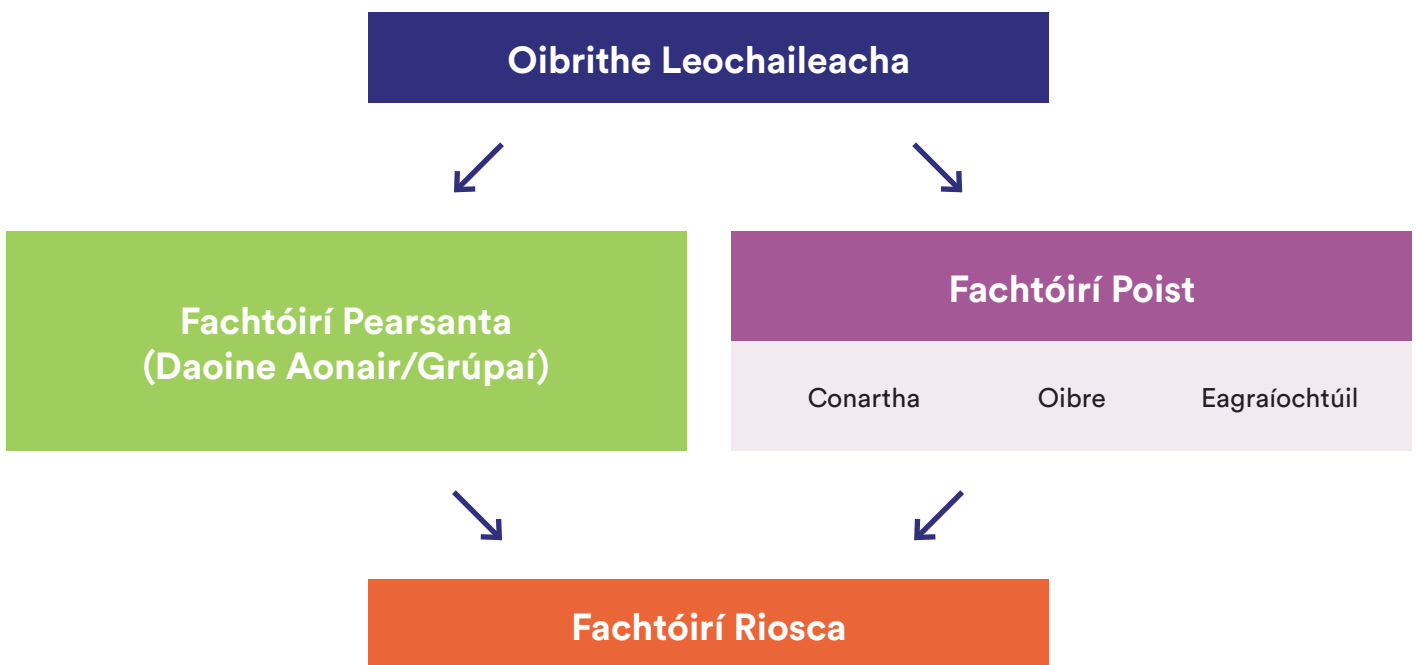 Oibrithe Leochaileacha
Fachtóirí Pearsanta
(Daoine Aonair/Grúpaí)
Fachtóirí Poist
Conartha Oibre Eagraíochtúil
Fachtóirí Riosca